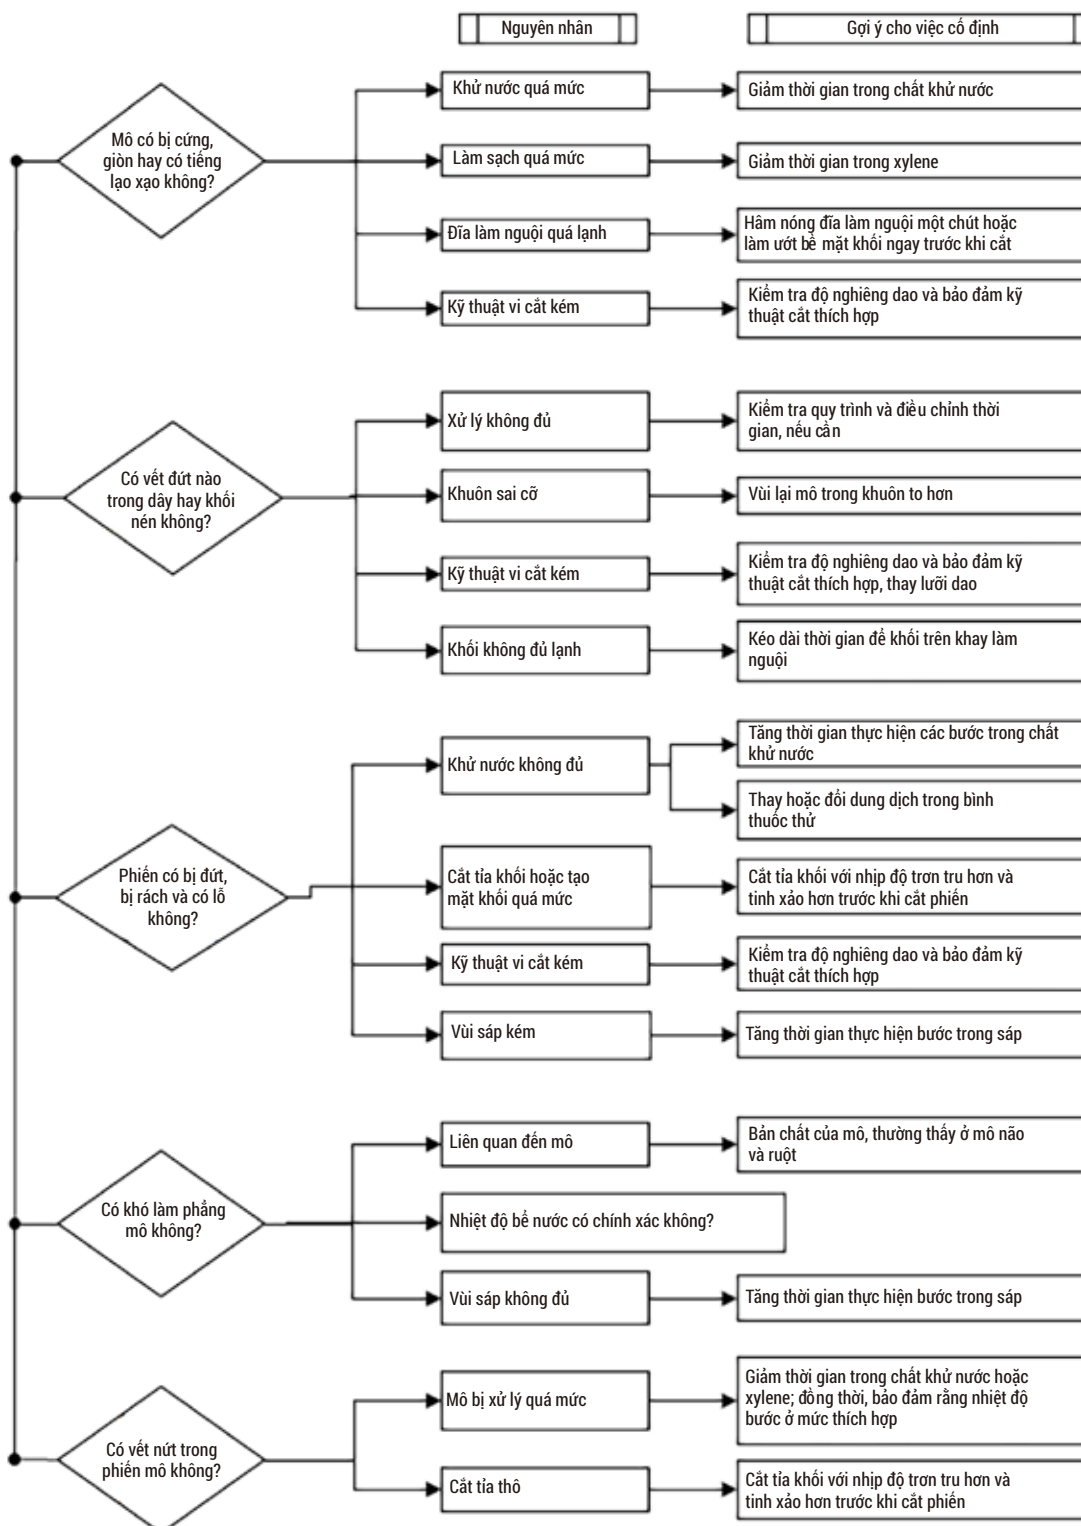 Nguyên nhân
Gợi ý cho việc cố định
Mô có bị cứng,
giòn hay có tiếng
lạo xạo không?
Khử nước quá mức
Giảm thời gian trong chất khử nước
Làm sạch quá mức
Giảm thời gian trong xylene
Đĩa làm nguội quá lạnh
Hâm nóng đĩa làm nguội một chút hoặc
làm ướt bề mặt khối ngay trước khi cắt
Kỹ thuật vi cắt kém
Kiểm tra độ nghiêng dao và bảo đảm kỹ
thuật cắt thích hợp
Có vết đứt nào
trong dây hay khối
nén không?
Xử lý không đủ
Kiểm tra quy trình và điều chỉnh thời
gian, nếu cần
Khuôn sai cỡ
Vùi lại mô trong khuôn to hơn
Kỹ thuật vi cắt kém
Kiểm tra độ nghiêng dao và bảo đảm kỹ
thuật cắt thích hợp, thay lưỡi dao
Khối không đủ lạnh
Kéo dài thời gian để khối trên khay làm
nguội
Phiến có bị đứt,
bị rách và có lỗ
không?
Khử nước không đủ
Tăng thời gian thực hiện các bước trong chất
khử nước
Thay hoặc đổi dung dịch trong bình
thuốc thử
Cắt tỉa khối hoặc tạo
mặt khối quá mức
Cắt tỉa khối với nhịp độ trơn tru hơn và
tinh xảo hơn trước khi cắt phiến
Kỹ thuật vi cắt kém
Kiểm tra độ nghiêng dao và bảo đảm kỹ
thuật cắt thích hợp
Vùi sáp kém
Tăng thời gian thực hiện bước trong sáp
Có khó làm phẳng
mô không?
Liên quan đến mô
Bản chất của mô, thường thấy ở mô não
và ruột
Nhiệt độ bể nước có chính xác không?
Vùi sáp không đủ
Tăng thời gian thực hiện bước trong sáp
Có vết nứt trong
phiến mô không?
Mô bị xử lý quá mức
Giảm thời gian trong chất khử nước hoặc
xylene; đồng thời, bảo đảm rằng nhiệt độ
bước ở mức thích hợp
Cắt tỉa thô
Cắt tỉa khối với nhịp độ trơn tru hơn và
tinh xảo hơn trước khi cắt phiến